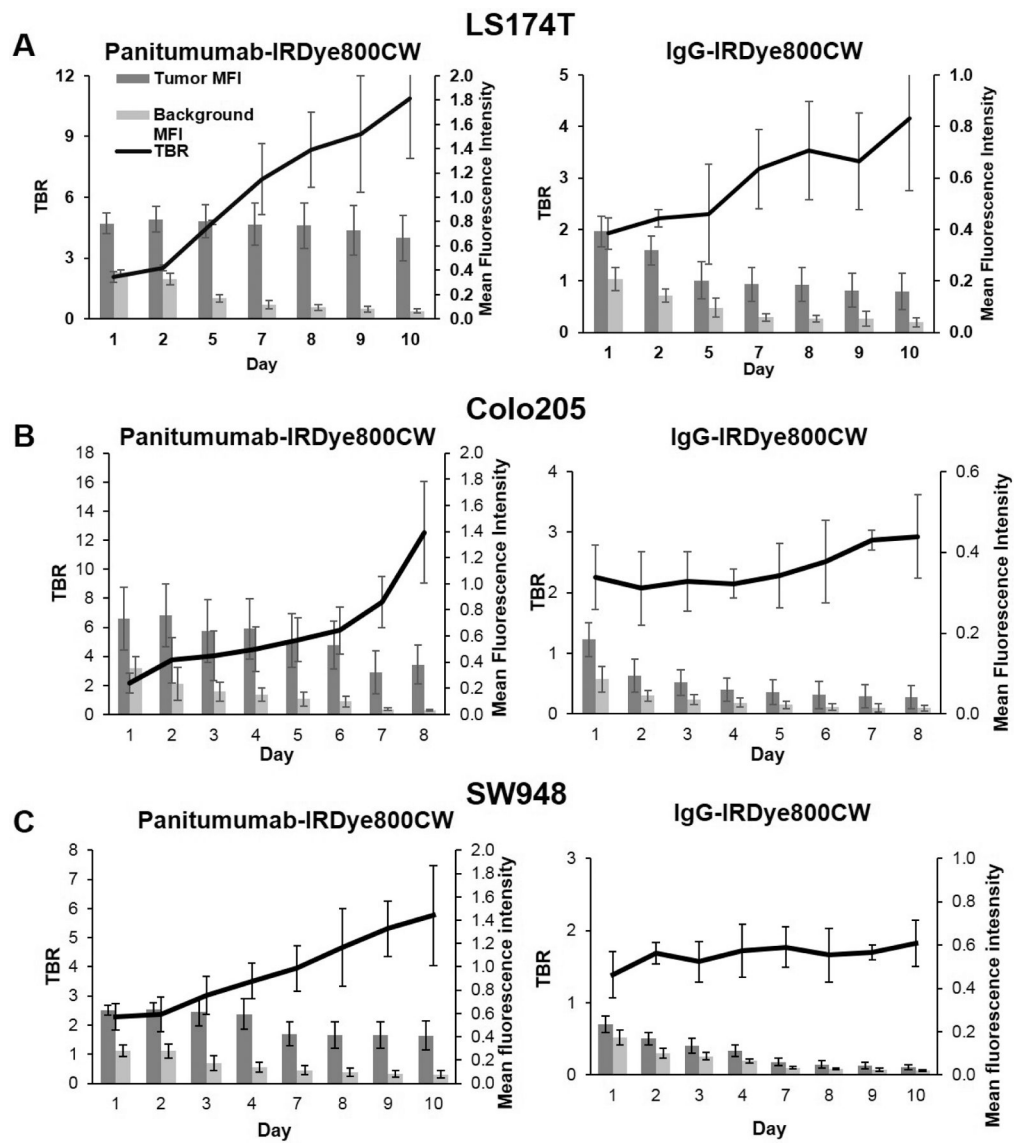 LS174T
A
Panitumumab-IRDye800CW
12
9
6
3
0
TBR
Tumor MFI
Background
MFI
TBR
2.0
1.8
1.6
1.4
1.2
1.0
0.8
0.6
0.4
0.2
0.0
Mean Fluorescence Intensity
1 2 5 7 8 9 10
Day
IgG-IRDye800CW
5
4
3
2
1
0
TBR
1.0
0.8
0.6
0.4
0.2
0.0
Mean Fluorescence Intensity
1 2 5 7 8 9 10
Day
Colo205
B
Panitumumab-IRDye800CW
18
16
14
12
10
8
6
4
2
0
TBR
2.0
1.8
1.6
1.4
1.2
1.0
0.8
0.6
0.4
0.2
0.0
Mean Fluorescence Intensity
1 2 3 4 5 6 7 8
Day
IgG-IRDye800CW
4
3
2
1
0
TBR
0.6
0.4
0.2
0.0
Mean Fluorescence Intensity
1 2 3 4 5 6 7 8
Day
SW948
C
Panitumumab-IRDye800CW
8
7
6
5
4
3
2
1
0
TBR
2.0
1.8
1.6
1.4
1.2
1.0
0.8
0.6
0.4
0.2
0.0
Mean fluorescence intensity
1 2 3 4 7 8 9 10
Day
IgG-IRDye800CW
3
2
1
0
TBR
1.0
0.8
0.6
0.4
0.2
0.0
Mean fluorescence intesnsity
1 2 3 4 7 8 9 10
Day